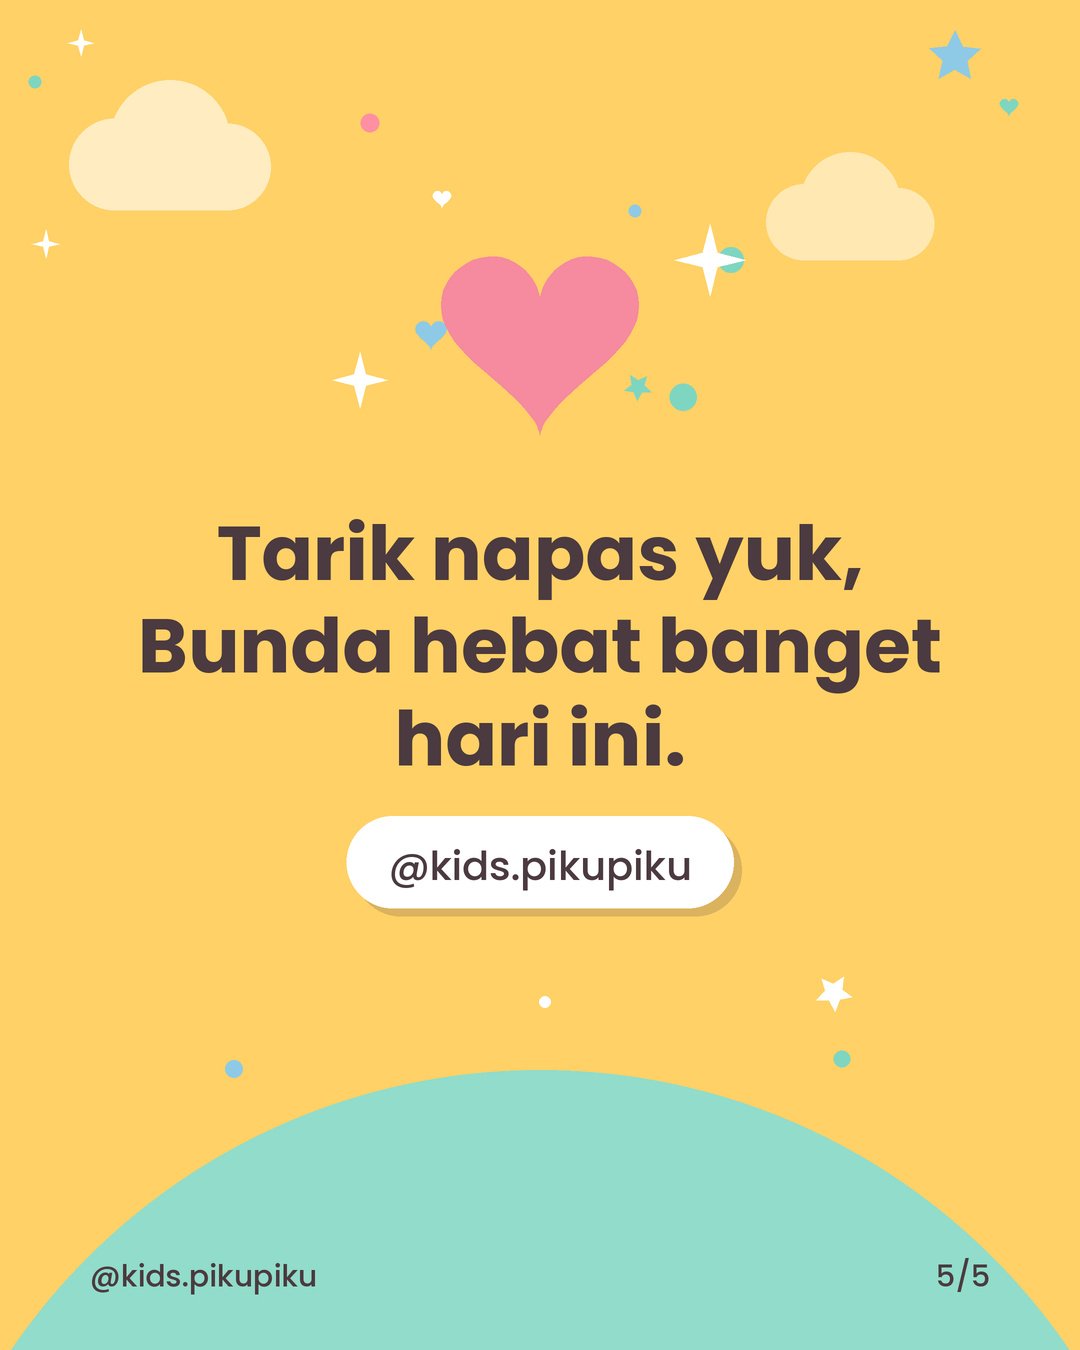 Tarik napas yuk,
Bunda hebat banget
hari ini.
@kids.pikupiku
@kids.pikupiku
5/5